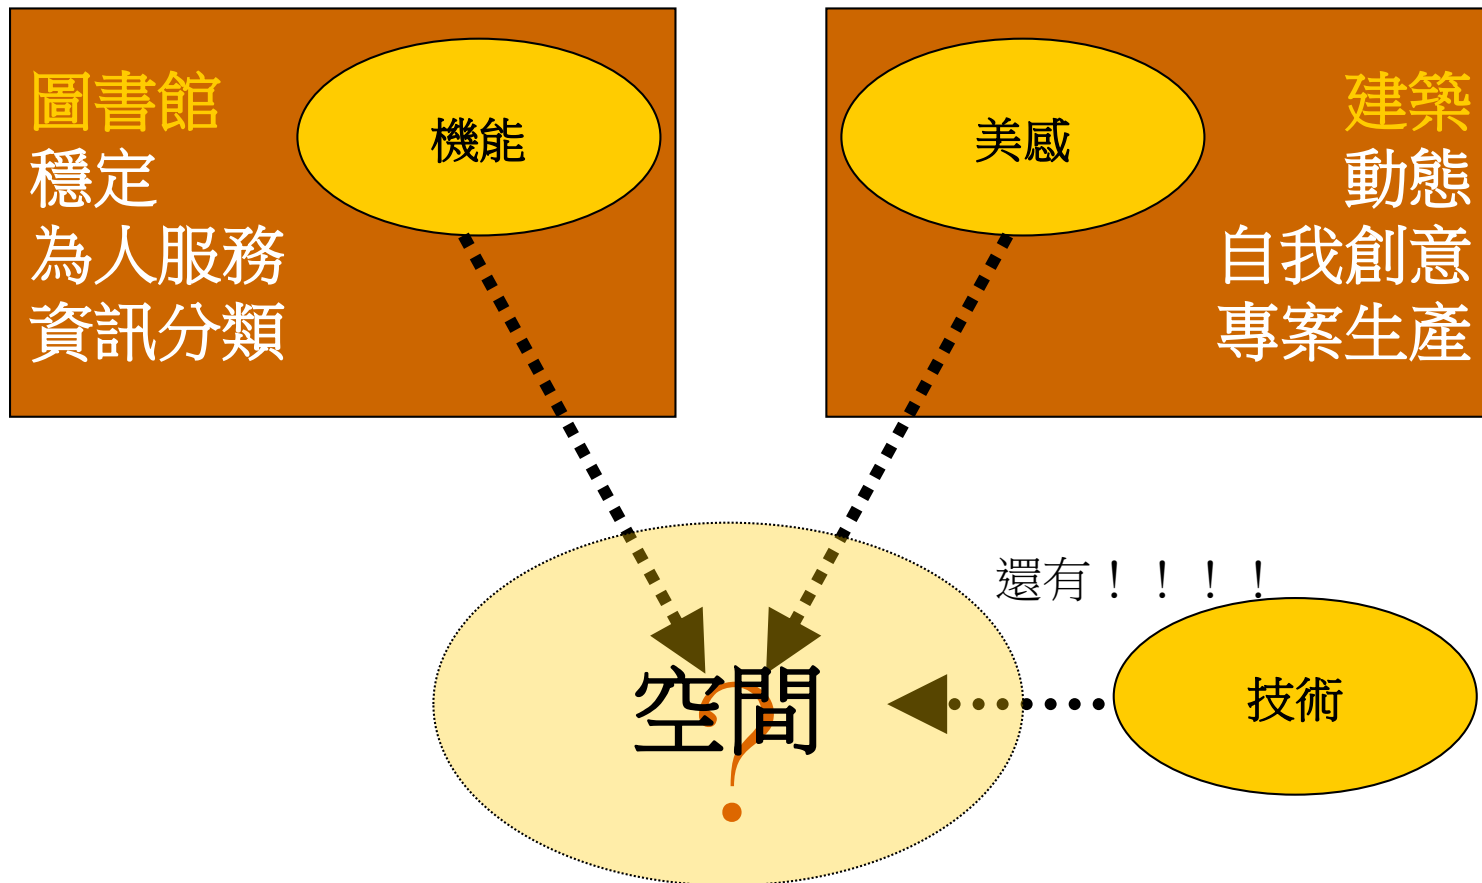 圖書館
穩定
為人服務
資訊分類
機能
美感
建築
動態
自我創意
專案生產
還有！！！！
空間
?
技術